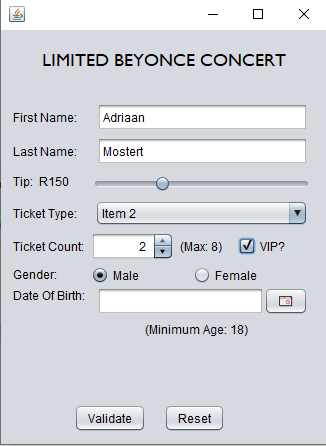 LIMITED BEYONCE CONCERT
First Name: Adriaan
Last Name: Mostert
Tip: R150
Ticket Type: Item 2
Ticket Count: 2 (Max: 8) VIP?
Gender: Male Female
Date Of Birth:
(Minimum Age: 18)
Validate Reset